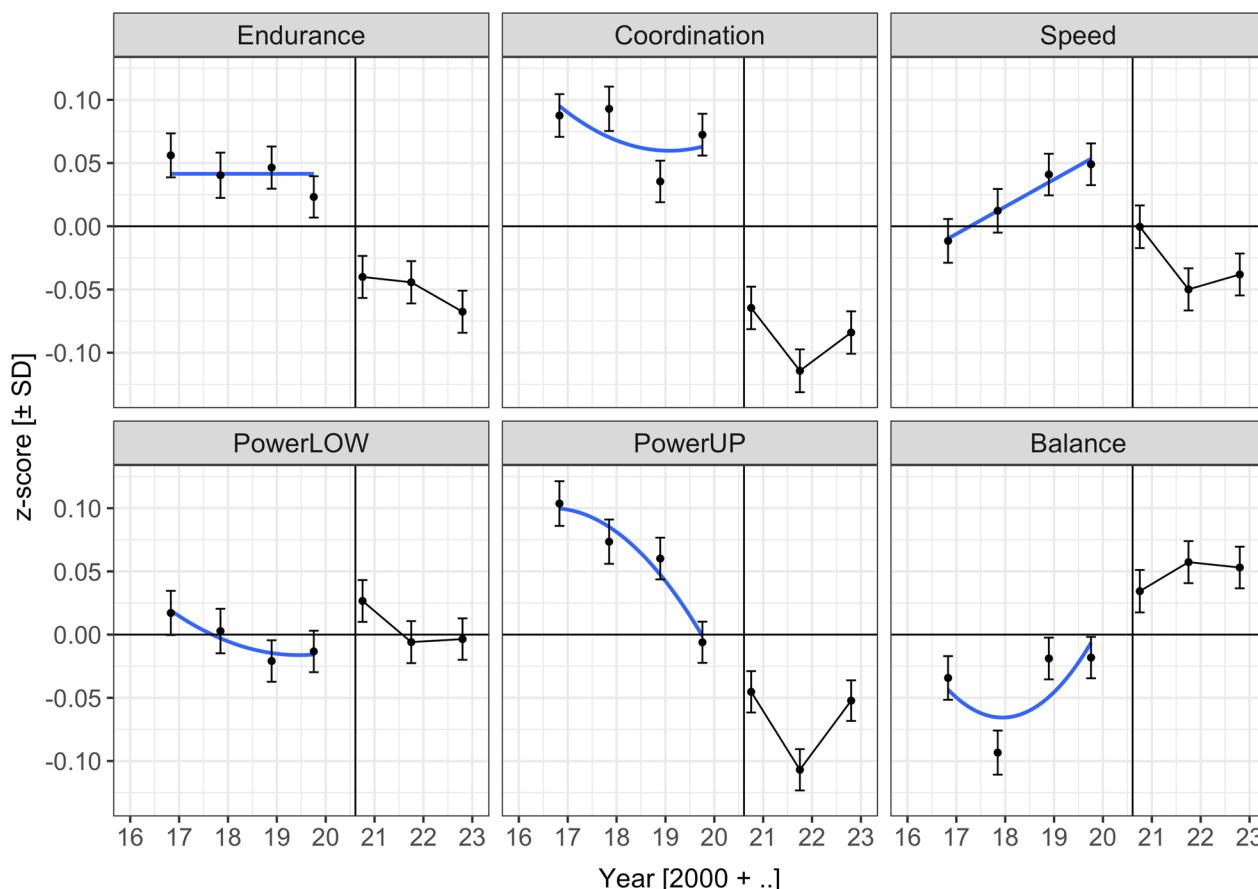 Endurance Coordination Speed
0.10
0.05
0.00
-0.05
-0.10
PowerLOW PowerUP Balance
0.10
0.05
0.00
-0.05
-0.10
z-score [± SD]
16 17 18 19 20 21 22 23 16 17 18 19 20 21 22 23 16 17 18 19 20 21 22 23
Year [2000 + ..]